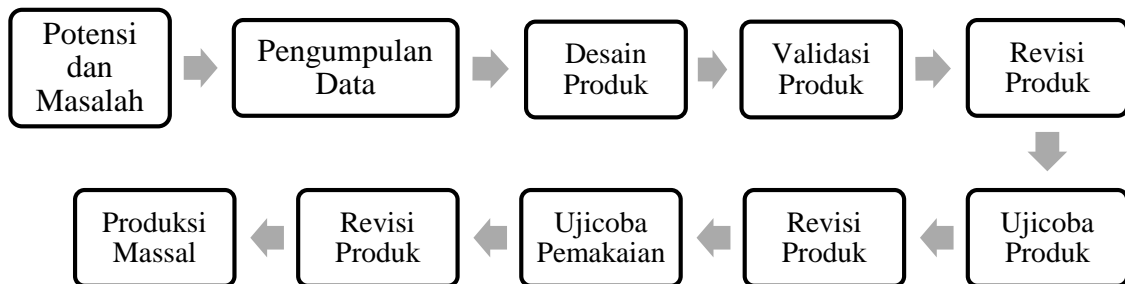 Potensi
dan
Masalah
Pengumpulan
Data
Desain
Produk
Validasi
Produk
Revisi
Produk
Ujicoba
Produk
Revisi
Produk
Ujicoba
Pemakaian
Revisi
Produk
Produksi
Massal